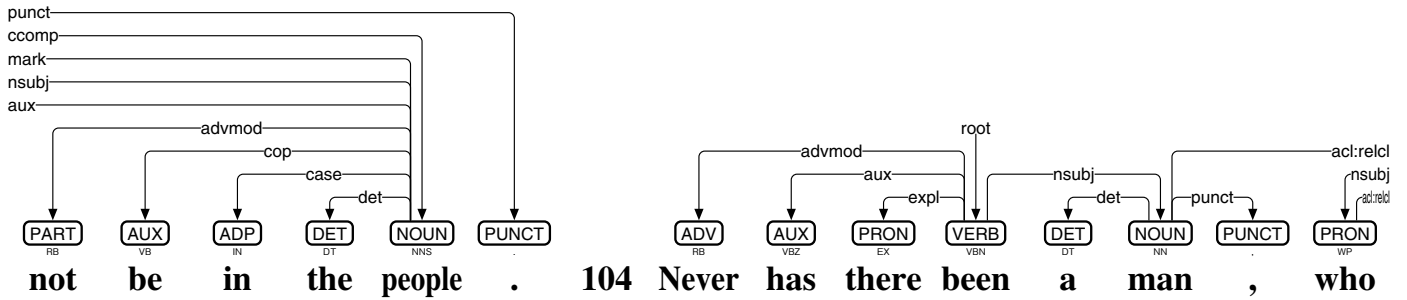 punct
ccomp
mark
nsubj
aux
advmod root
cop advmod acl:relcl
case aux nsubj nsubj
det expl det punct acl:relcl
PART AUX ADP DET NOUN PUNCT ADV AUX PRON VERB DET NOUN PUNCT PRON
RB VB IN DT NNS . RB VBZ EX VBN DT NN , WP
not be in the people . 104 Never has there been a man , who